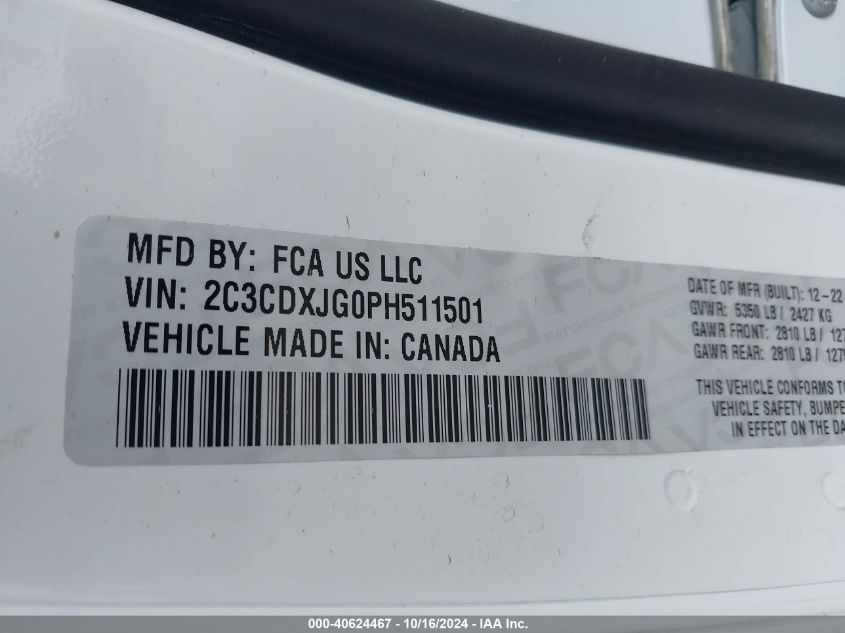 MFD BY: FCA US LLC
VIN: 2C3CDXJG0PH511501
VEHICLE MADE IN: CANADA
DATE OF MFR (BUILT): 12-22
GVWR: 5350 LB / 2427 KG
GAWR FRONT: 2810 LB /
GAWR REAR: 2810 LB /
THIS VEHICLE CONFORMS TO
VEHICLE SAFETY,
IN EFFECT ON THE
000-40624467 - 10/16/2024 - IAA Inc.